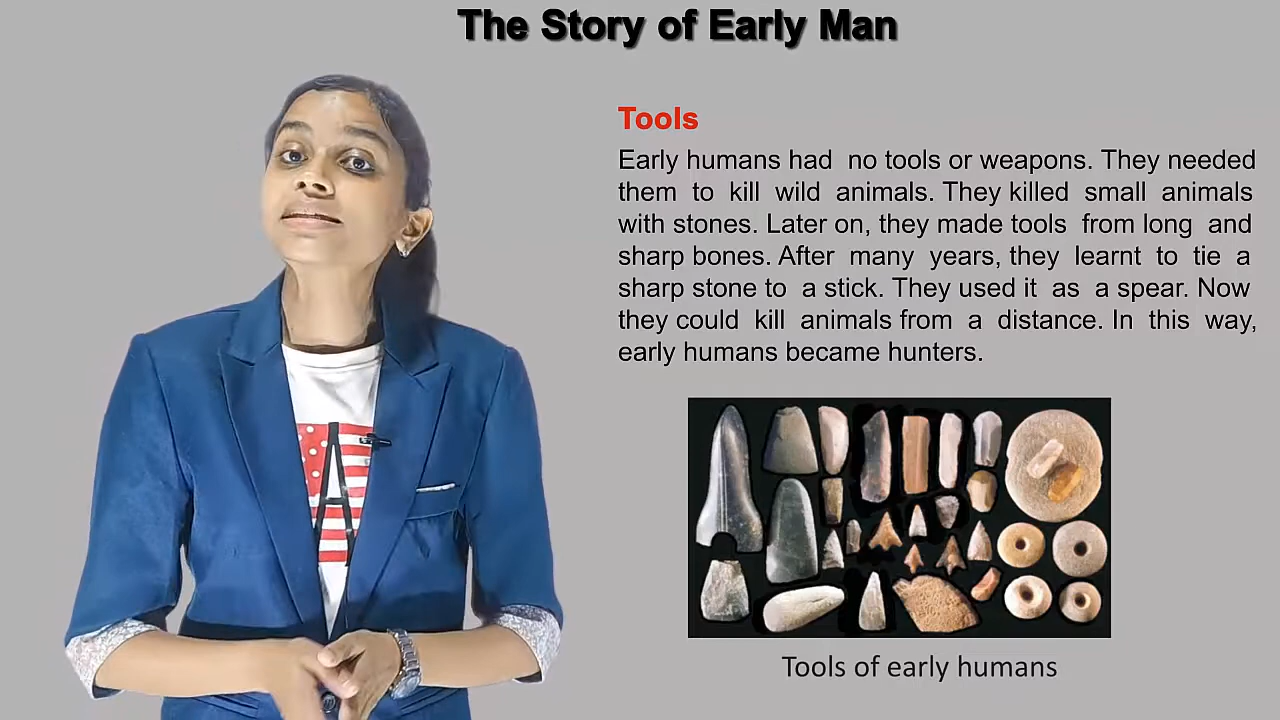 The Story of Early Man
Tools
Early humans had no tools or weapons. They needed
them to kill wild animals. They killed small animals
with stones. Later on, they made tools from long and
sharp bones. After many years, they learnt to tie a
sharp stone to a stick. They used it as a spear. Now
they could kill animals from a distance. In this way,
early humans became hunters.
A
Tools of early humans